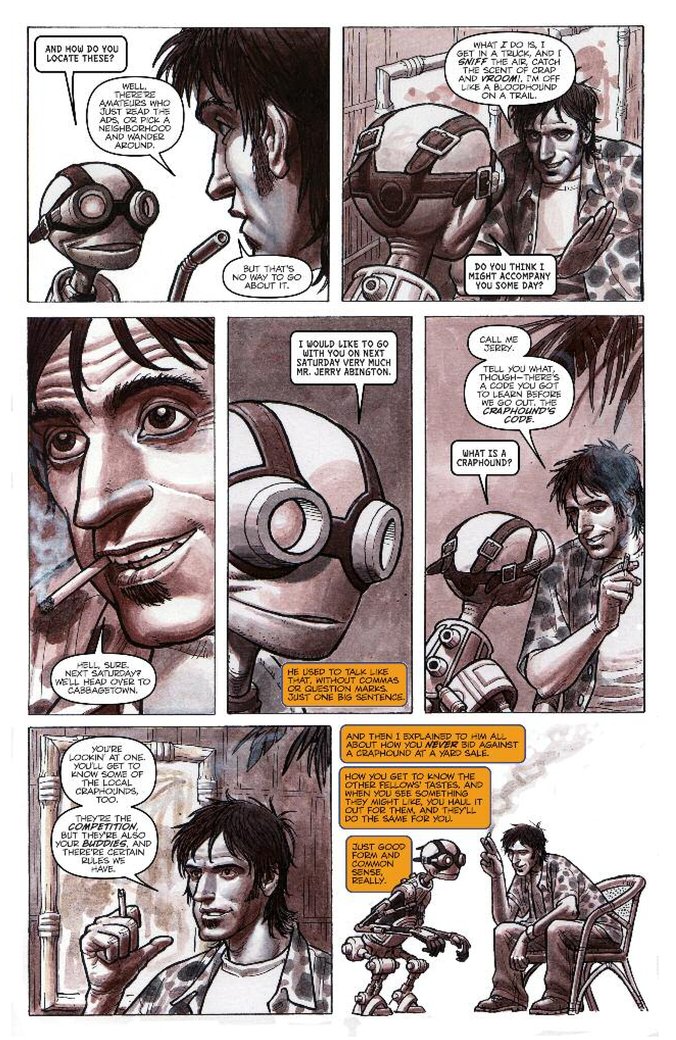 AND HOW DO YOU
LOCATE THESE?
WELL,
THERE'RE
AMATEURS WHO
JUST READ THE
ADS, OR PICK A
NEIGHBORHOOD
AND WANDER
AROUND.
BUT THAT'S
NO WAY TO GO
ABOUT IT.
WHAT I DO IS, I
GET IN A TRUCK, AND I
SNIFF THE AIR, CATCH
THE SCENT OF CRAP
AND VROOM!, I'M OFF
LIKE A BLOODHOUND
ON A TRAIL.
DO YOU THINK I
MIGHT ACCOMPANY
YOU SOME DAY?
HELL, SURE.
NEXT SATURDAY?
WE'LL HEAD OVER TO
CABBAGETOWN.
I WOULD LIKE TO GO
WITH YOU ON NEXT
SATURDAY VERY MUCH
MR. JERRY ABINGTON.
HE USED TO TALK LIKE
THAT, WITHOUT COMMAS
OR QUESTION MARKS.
JUST ONE BIG SENTENCE.
CALL ME
JERRY.
TELL YOU WHAT,
THOUGH—THERE'S
A CODE YOU GOT
TO LEARN BEFORE
WE GO OUT. THE
CRAPHOUND'S
CODE.
WHAT IS A
CRAPHOUND?
YOU'RE
LOOKIN' AT ONE.
YOU'LL GET TO
KNOW SOME OF
THE LOCAL
CRAPHOUNDS,
TOO.
THEY'RE THE
COMPETITION,
BUT THEY'RE ALSO
YOUR BUDDIES, AND
THERE'RE CERTAIN
RULES WE
HAVE.
AND THEN I EXPLAINED TO HIM ALL
ABOUT HOW YOU NEVER BID AGAINST
A CRAPHOUND AT A YARD SALE.
HOW YOU GET TO KNOW THE
OTHER FELLOWS' TASTES, AND
WHEN YOU SEE SOMETHING
THEY MIGHT LIKE, YOU HAUL IT
OUT FOR THEM, AND THEY'LL
DO THE SAME FOR YOU.
JUST GOOD
FORM AND
COMMON
SENSE,
REALLY.